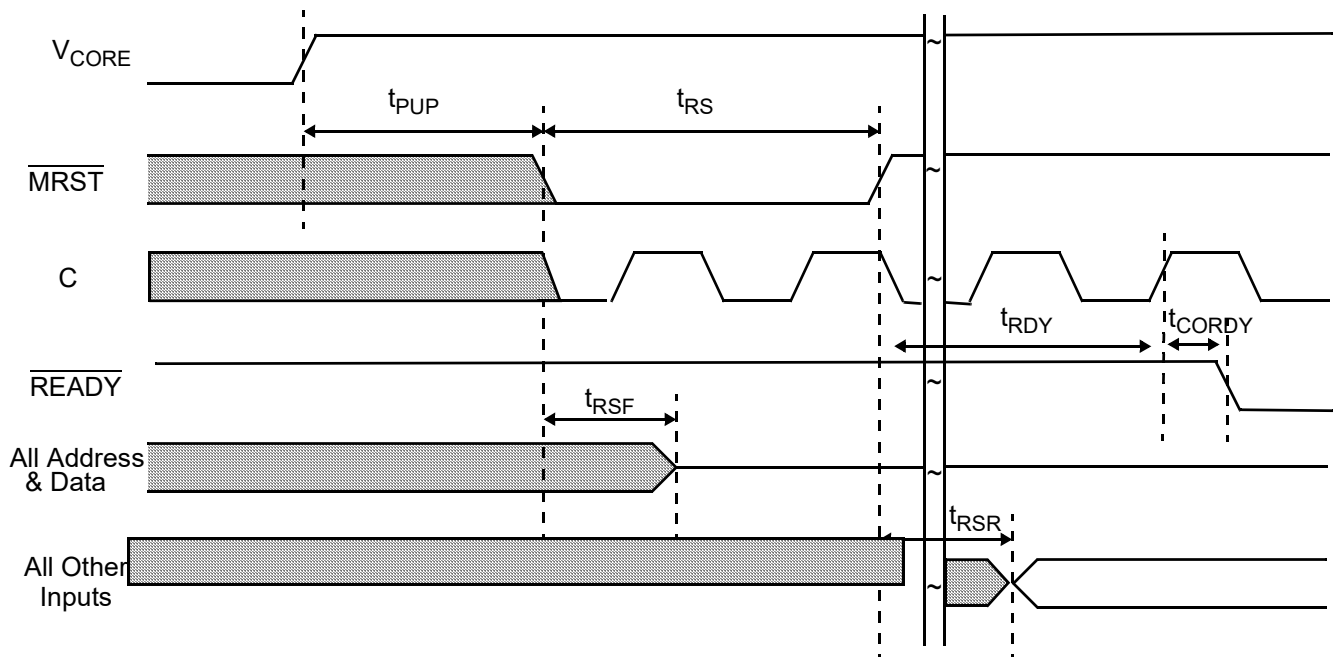 VCORE
tPUP
tRS
MRST
~
~
C
~
tRDY
tCORDY
READY
~
tRSF
All Address
& Data
~
tRSR
All Other
Inputs
~